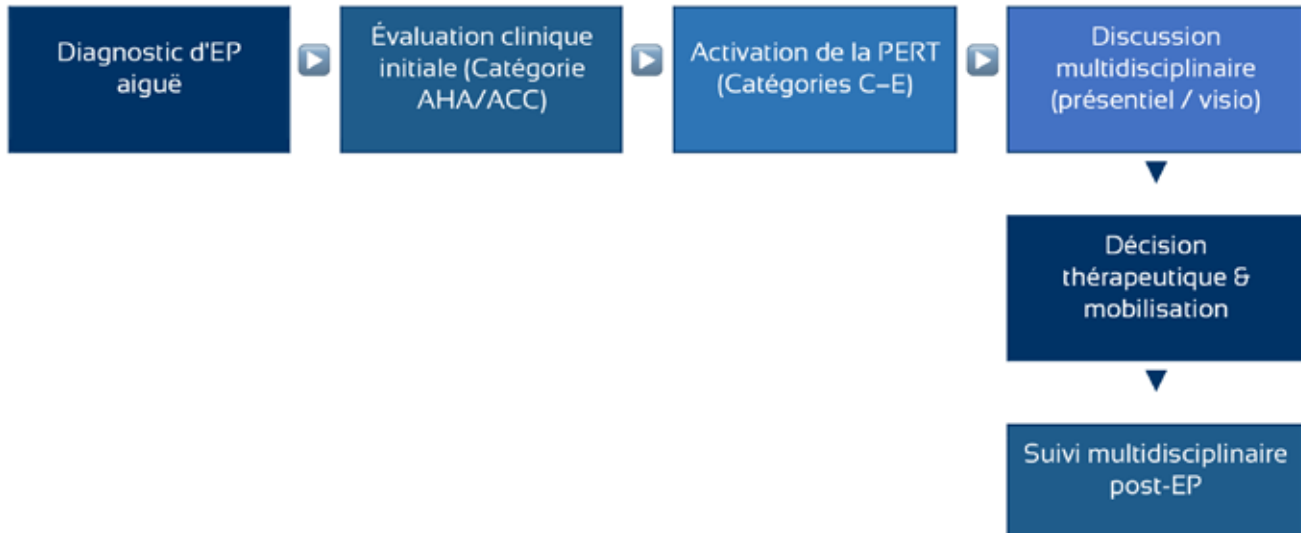 Diagnostic d'EP
aiguë
Évaluation clinique
initiale (Catégorie
AHA/ACC)
Activation de la PERT
(Catégories C–E)
Discussion
multidisciplinaire
(présentiel / visio)
Décision
thérapeutique &
mobilisation
Suivi multidisciplinaire
post-EP